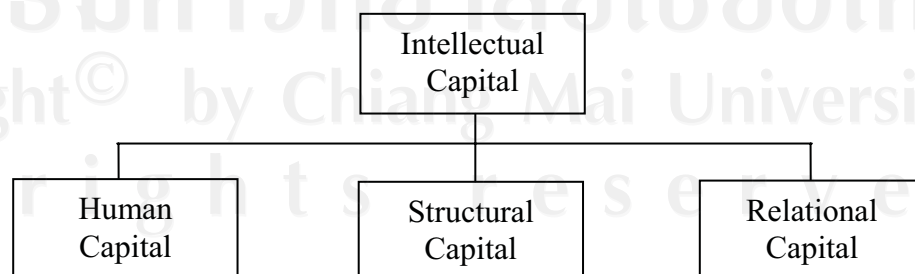 Intellectual
Capital
ght© by Chiang Mai Universi
r i g h t s r e s e r v e
Human
Capital
Structural
Capital
Relational
Capital